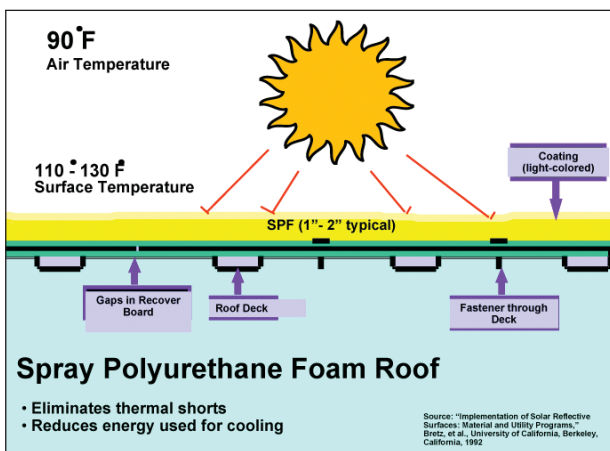 90°F
Air Temperature
110 - 130 °F
Surface Temperature
Coating
(light-colored)
SPF (1”- 2” typical)
Gaps in Recover
Board
Roof Deck
Fastener through
Deck
Spray Polyurethane Foam Roof
• Eliminates thermal shorts
• Reduces energy used for cooling
Source: “Implementation of Solar Reflective
Surfaces: Material and Utility Programs,”
Bretz, et al., University of California, Berkeley,
California, 1992